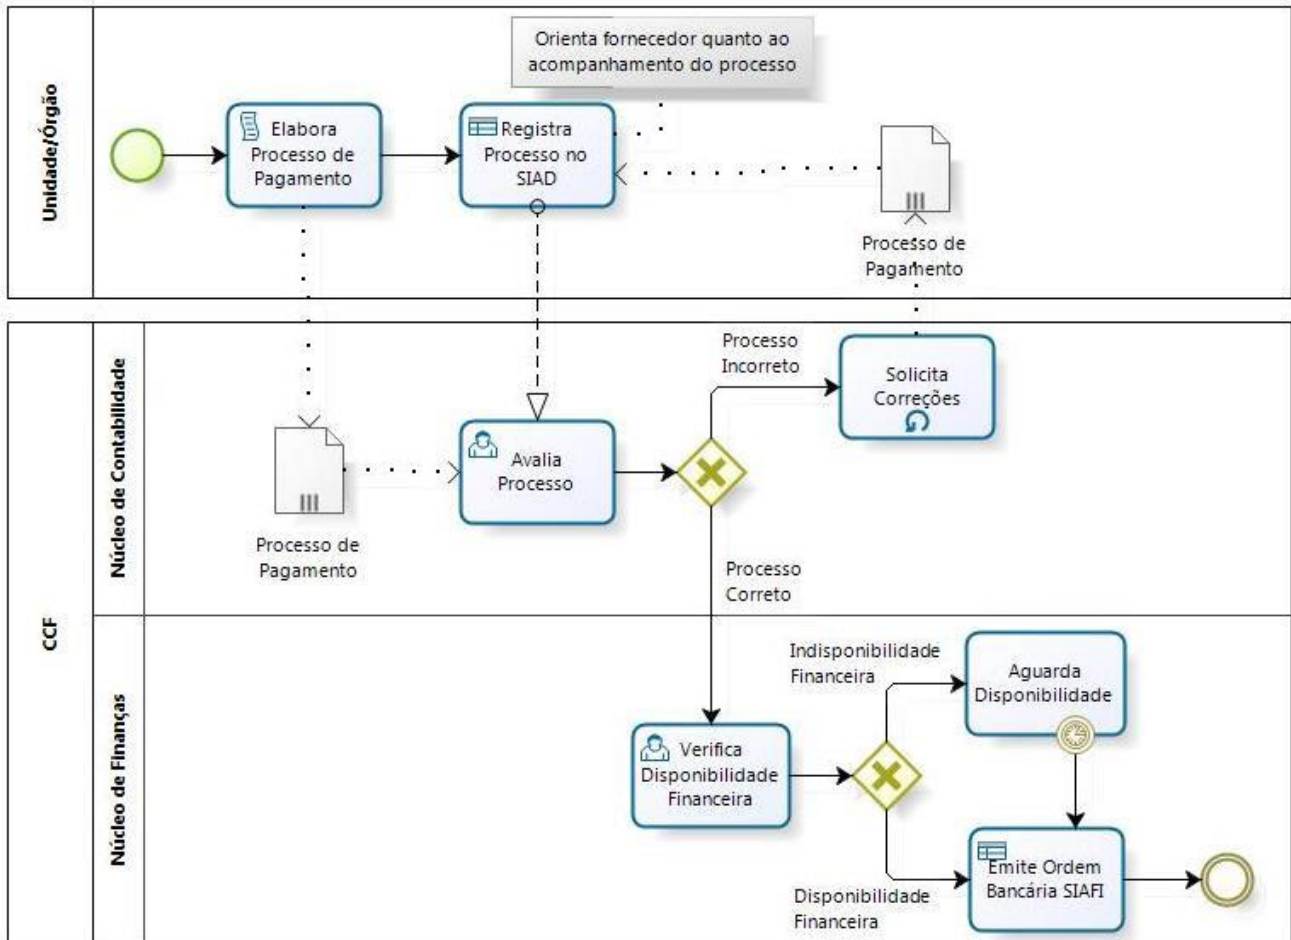 Unidade/Órgão
Orienta fornecedor quanto ao
acompanhamento do processo
Elabora
Processo de
Pagamento
Registra
Processo no
SIAD
Processo de
Pagamento
CCF
Núcleo de Contabilidade
Processo
Incorreto
Solicita
Correções
Avalia
Processo
Processo de
Pagamento
Processo
Correto
Núcleo de Finanças
Indisponibilidade
Financeira
Aguarda
Disponibilidade
Verifica
Disponibilidade
Financeira
Emite Ordem
Bancária SIAFI
Disponibilidade
Financeira